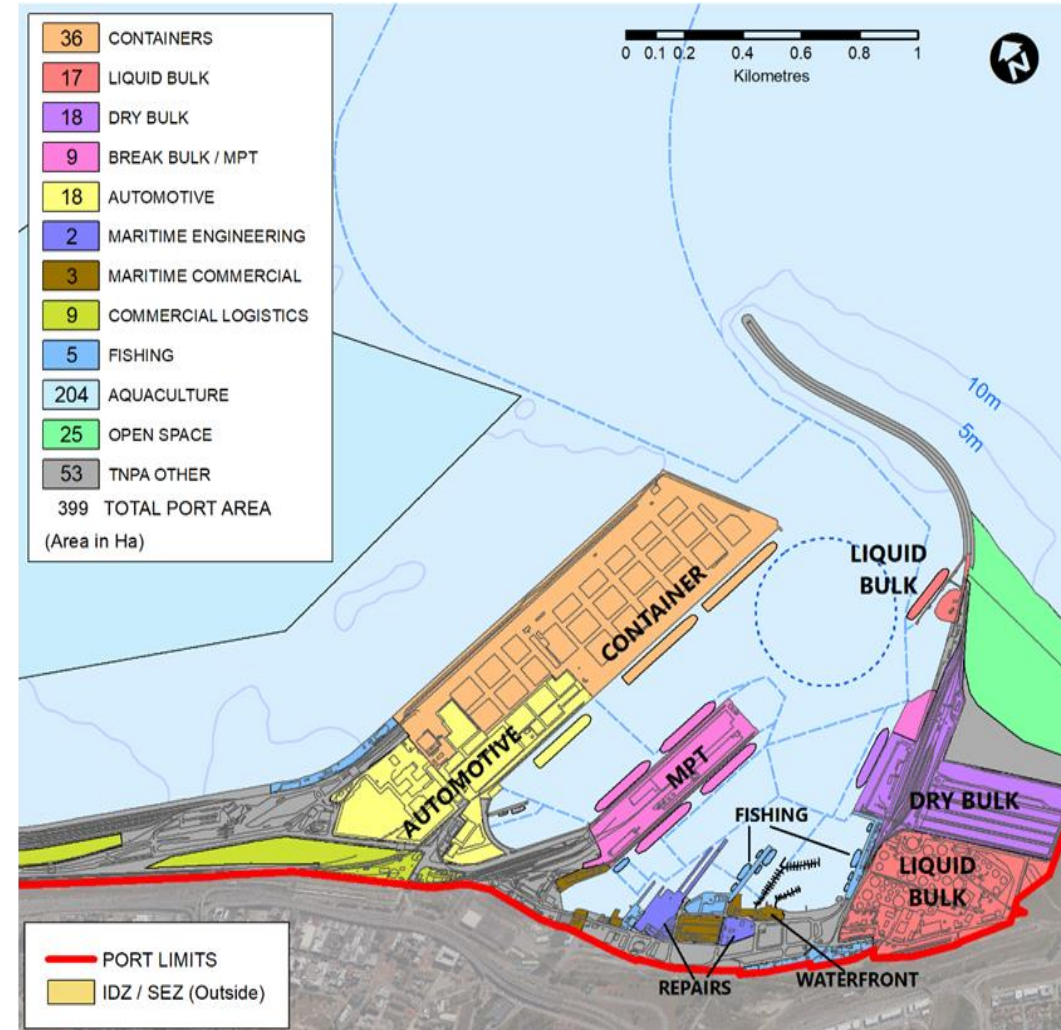 36 CONTAINERS
17 LIQUID BULK
18 DRY BULK
9 BREAK BULK / MPT
18 AUTOMOTIVE
2 MARITIME ENGINEERING
3 MARITIME COMMERCIAL
9 COMMERCIAL LOGISTICS
5 FISHING
204 AQUACULTURE
25 OPEN SPACE
53 TNPA OTHER
399 TOTAL PORT AREA
(Area in Ha)
0 0.1 0.2 0.4 0.6 0.8 1
Kilometres
N
10m
5m
LIQUID
BULK
CONTAINER
AUTOMOTIVE
MPT
FISHING
DRY BULK
LIQUID
BULK
REPAIRS
WATERFRONT
PORT LIMITS
IDZ / SEZ (Outside)